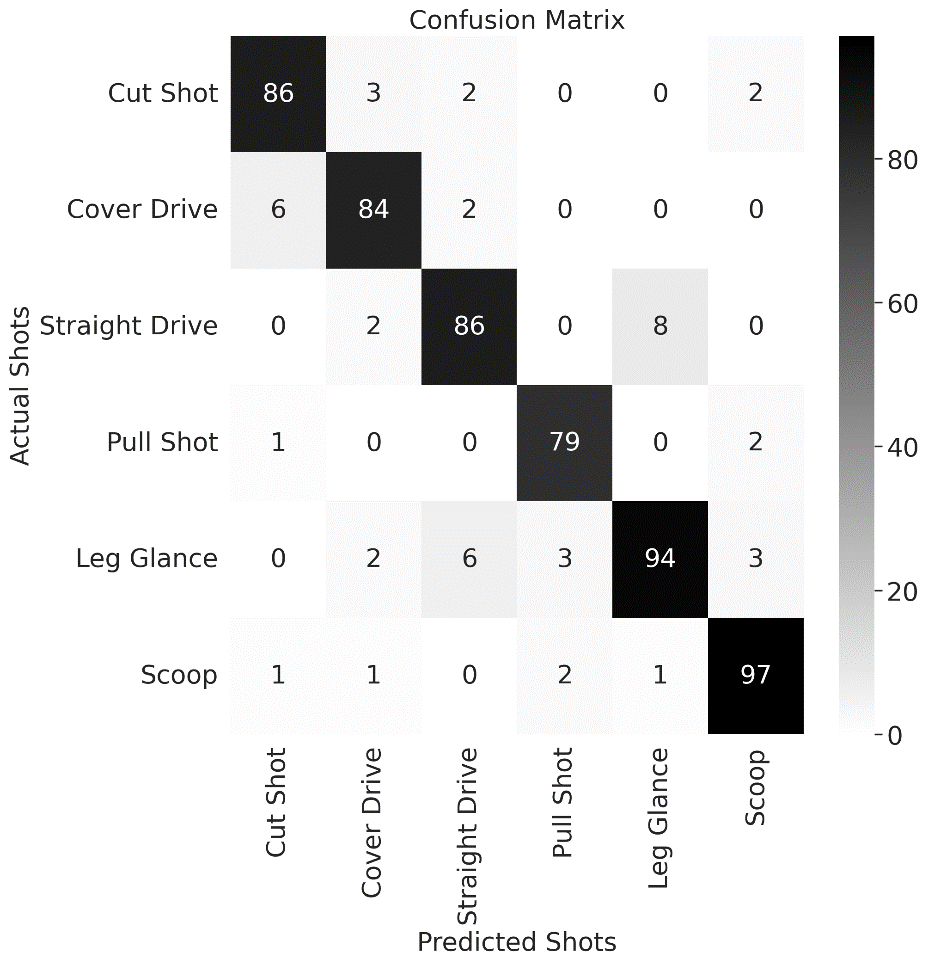 Confusion Matrix
Cut Shot 86 3 2 0 0 2
Cover Drive 6 84 2 0 0 0
Straight Drive 0 2 86 0 8 0
Pull Shot 1 0 0 79 0 2
Leg Glance 0 2 6 3 94 3
Scoop 1 1 0 2 1 97
Actual Shots
80
60
40
20
0
Cut Shot
Cover Drive
Straight Drive
Pull Shot
Leg Glance
Scoop
Predicted Shots